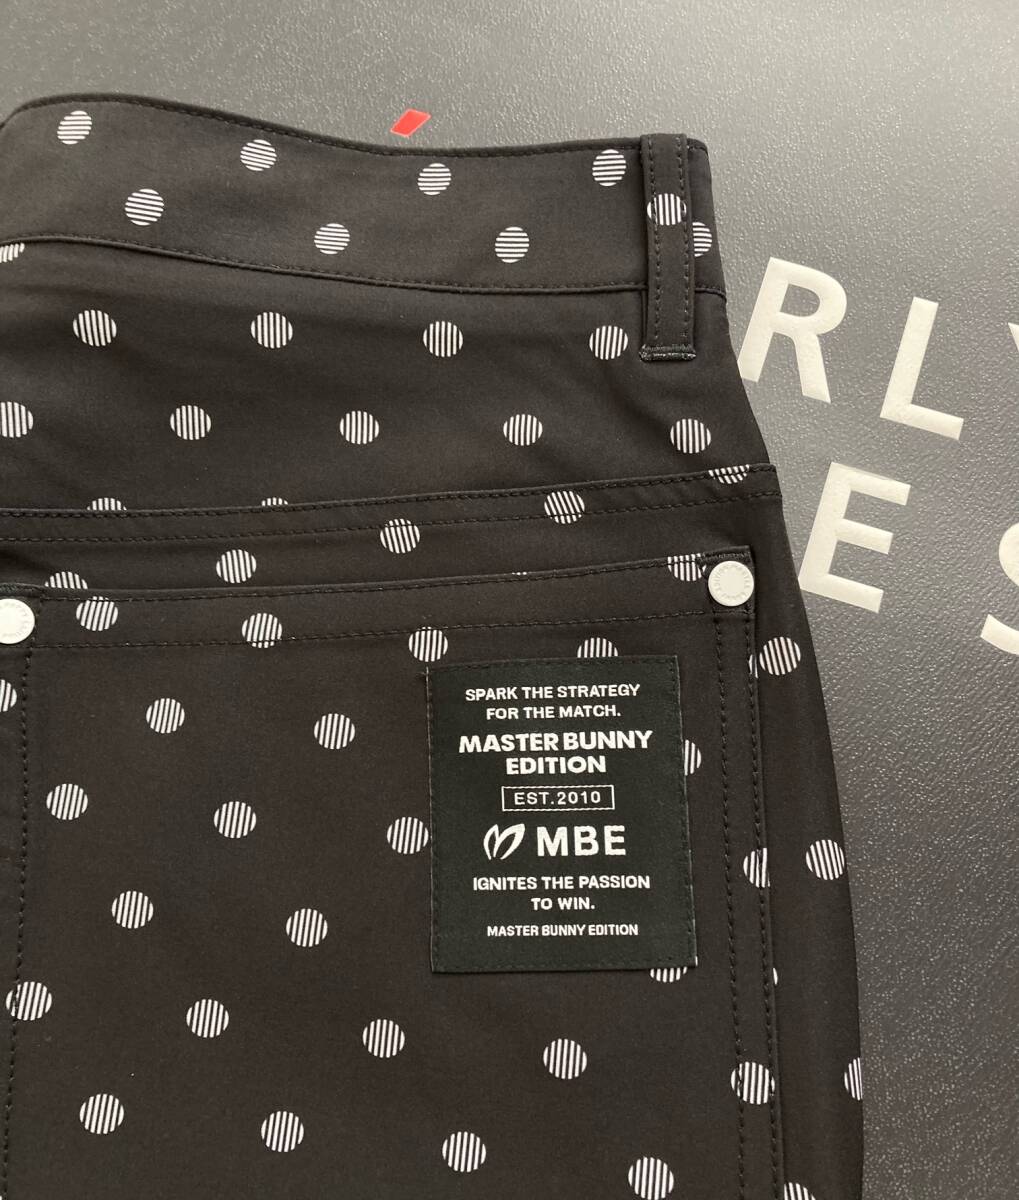 RLY
ES
SPARK THE STRATEGY
FOR THE MATCH.
MASTER BUNNY
EDITION
EST.2010
MBE
IGNITES THE PASSION
TO WIN.
MASTER BUNNY EDITION